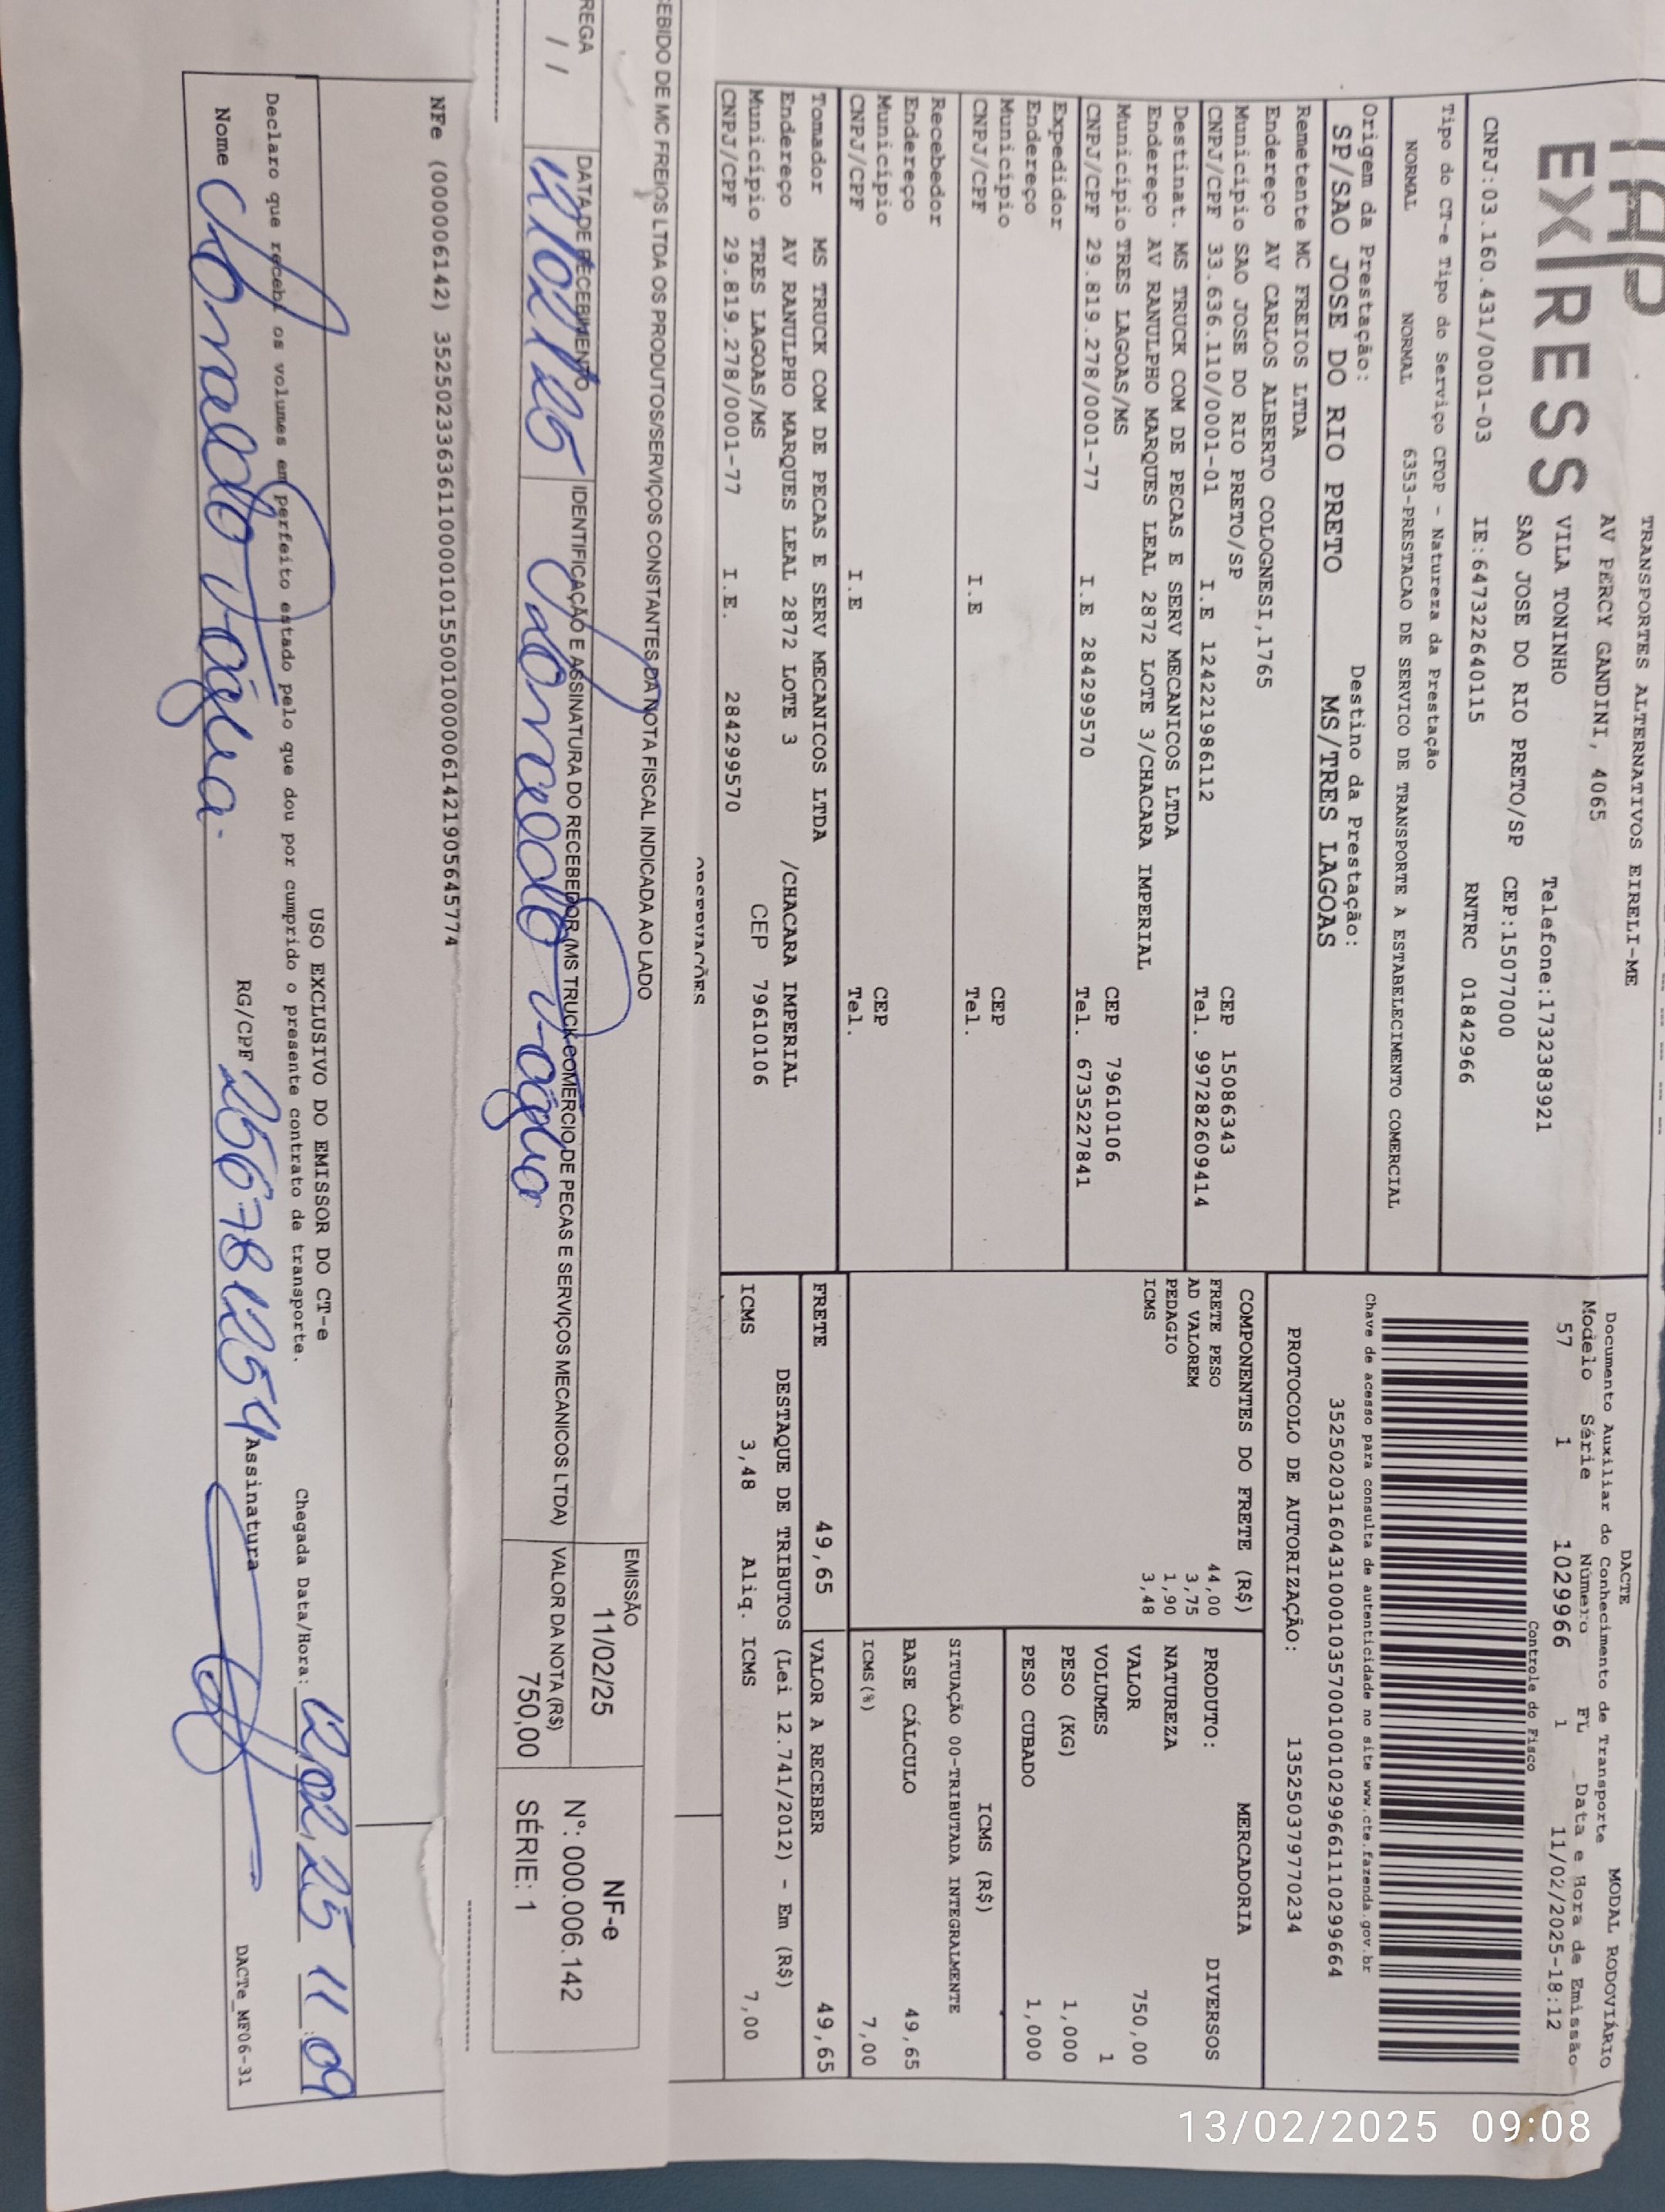 TAP
EXPRESS
TRANSPORTES ALTERNATIVOS EIRELI-ME
AV PERCY GANDINI, 4065
VILA TONINHO Telefone:1732383921
SAO JOSE DO RIO PRETO/SP CEP:15077000
CNPJ:03.160.431/0001-03 IE:647322640115 RNTRC 01842966
DACTE MODAL RODOVIÁRIO
Documento Auxiliar do Conhecimento de Transporte
Modelo Série Número FL Data e Hora de Emissão
57 1 1029966 1 11/02/2025-18:12
Controle do Fisco
Tipo do CT-e Tipo do Serviço CFOP - Natureza da Prestação
NORMAL NORMAL 6353-PRESTACAO DE SERVICO DE TRANSPORTE A ESTABELECIMENTO COMERCIAL
Chave de acesso para consulta de autenticidade no site www.cte.fazenda.gov.br
35250203160431000103570010010299661110299664
Origem da Prestação: Destino da Prestação:
SP/SAO JOSE DO RIO PRETO MS/TRES LAGOAS
PROTOCOLO DE AUTORIZAÇÃO: 135250379770234
Remetente MC FREIOS LTDA
Endereço AV CARLOS ALBERTO COLOGNESI,1765
Município SAO JOSE DO RIO PRETO/SP CEP 15086343
CNPJ/CPF 33.636.110/0001-01 I.E 124221986112 Tel. 997282609414
Destinat. MS TRUCK COM DE PECAS E SERV MECANICOS LTDA
Endereço AV RANULPHO MARQUES LEAL 2872 LOTE 3/CHACARA IMPERIAL
Município TRES LAGOAS/MS CEP 79610106
CNPJ/CPF 29.819.278/0001-77 I.E 284299570 Tel. 6735227841
Expedidor
Endereço
Município CEP
CNPJ/CPF I.E Tel.
Recebedor
Endereço
Município CEP
CNPJ/CPF I.E Tel.
Tomador MS TRUCK COM DE PECAS E SERV MECANICOS LTDA
Endereço AV RANULPHO MARQUES LEAL 2872 LOTE 3 /CHACARA IMPERIAL
Município TRES LAGOAS/MS CEP 79610106
CNPJ/CPF 29.819.278/0001-77 I.E. 284299570
COMPONENTES DO FRETE (R$)
FRETE PESO 44,00
AD VALOREM 3,75
PEDAGIO 1,90
ICMS 3,48
MERCADORIA
PRODUTO: DIVERSOS
NATUREZA
VALOR 750,00
VOLUMES 1
PESO (KG) 1,000
PESO CUBADO 1,000
ICMS (R$)
SITUAÇÃO 00-TRIBUTADA INTEGRALMENTE
BASE CÁLCULO 49,65
ICMS(%) 7,00
FRETE 49,65 VALOR A RECEBER 49,65
DESTAQUE DE TRIBUTOS (Lei 12.741/2012) - Em (R$)
ICMS 3,48 Aliq. ICMS 7,00
OBSERVAÇÕES
EBIDO DE MC FREIOS LTDA OS PRODUTOS/SERVIÇOS CONSTANTES DA NOTA FISCAL INDICADA AO LADO
EMISSÃO
11/02/25
NF-e
Nº: 000.006.142
SÉRIE: 1
REGA DATA DE RECEBIMENTO IDENTIFICAÇÃO E ASSINATURA DO RECEBEDOR (MS TRUCK COMERCIO DE PECAS E SERVIÇOS MECANICOS LTDA) VALOR DA NOTA (R$)
/ / 12/02/25 750,00
NFe (000006142) 35250233636110000101550010000061421905645774
USO EXCLUSIVO DO EMISSOR DO CT-e
Declaro que recebi os volumes em perfeito estado pelo que dou por cumprido o presente contrato de transporte.
Chegada Data/Hora: 12/02/25 11:09
Nome RG/CPF 25678112549 Assinatura
DACTe_MF06-31
13/02/2025 09:08